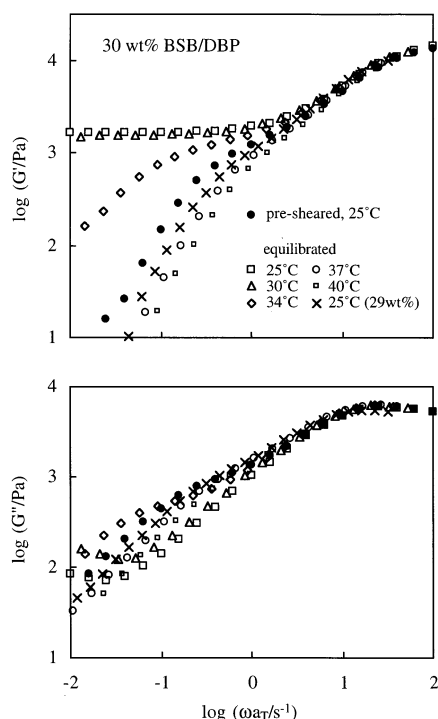 30 wt% BSB/DBP
4
3
2
1
log (G'/Pa)
● pre-sheared, 25˚C
equilibrated
□ 25˚C ○ 37˚C
△ 30˚C ▫ 40˚C
◇ 34˚C × 25˚C (29wt%)
4
3
2
1
log (G"/Pa)
-2 -1 0 1 2
log (ωaT/s-1)